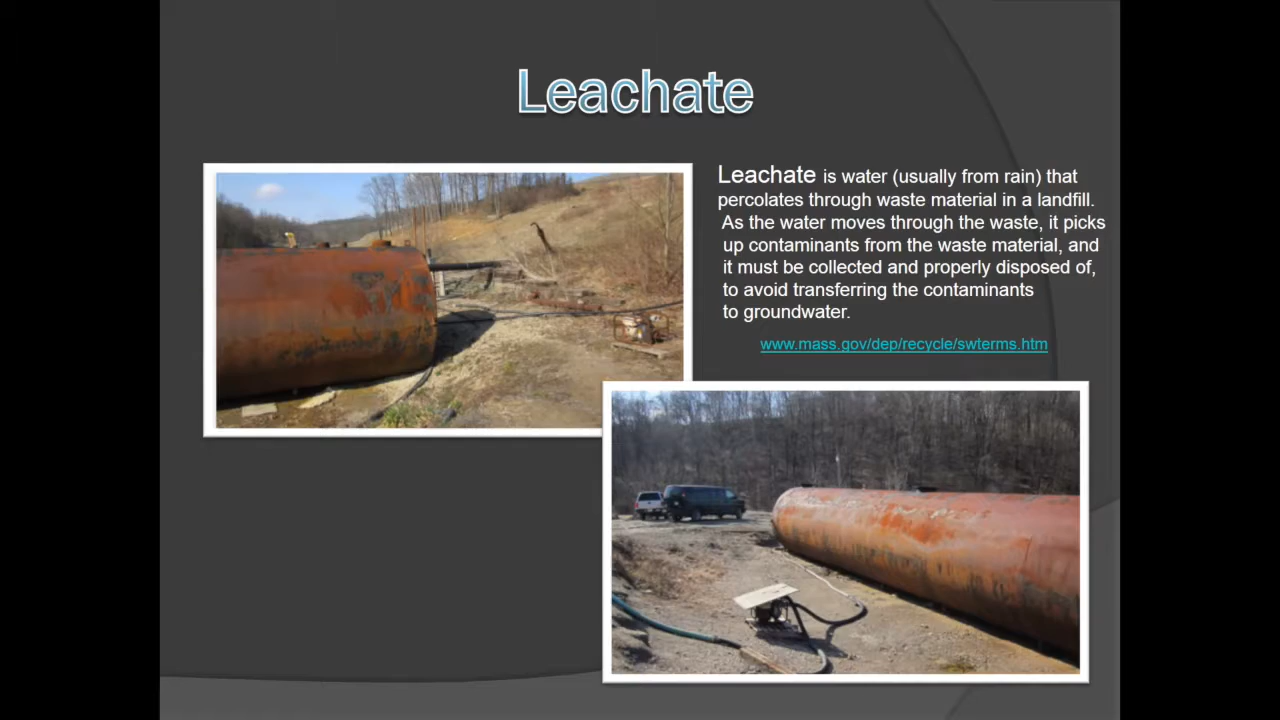 Leachate
Leachate is water (usually from rain) that
percolates through waste material in a landfill.
As the water moves through the waste, it picks
up contaminants from the waste material, and
it must be collected and properly disposed of,
to avoid transferring the contaminants
to groundwater.
www.mass.gov/dep/recycle/swterms.htm